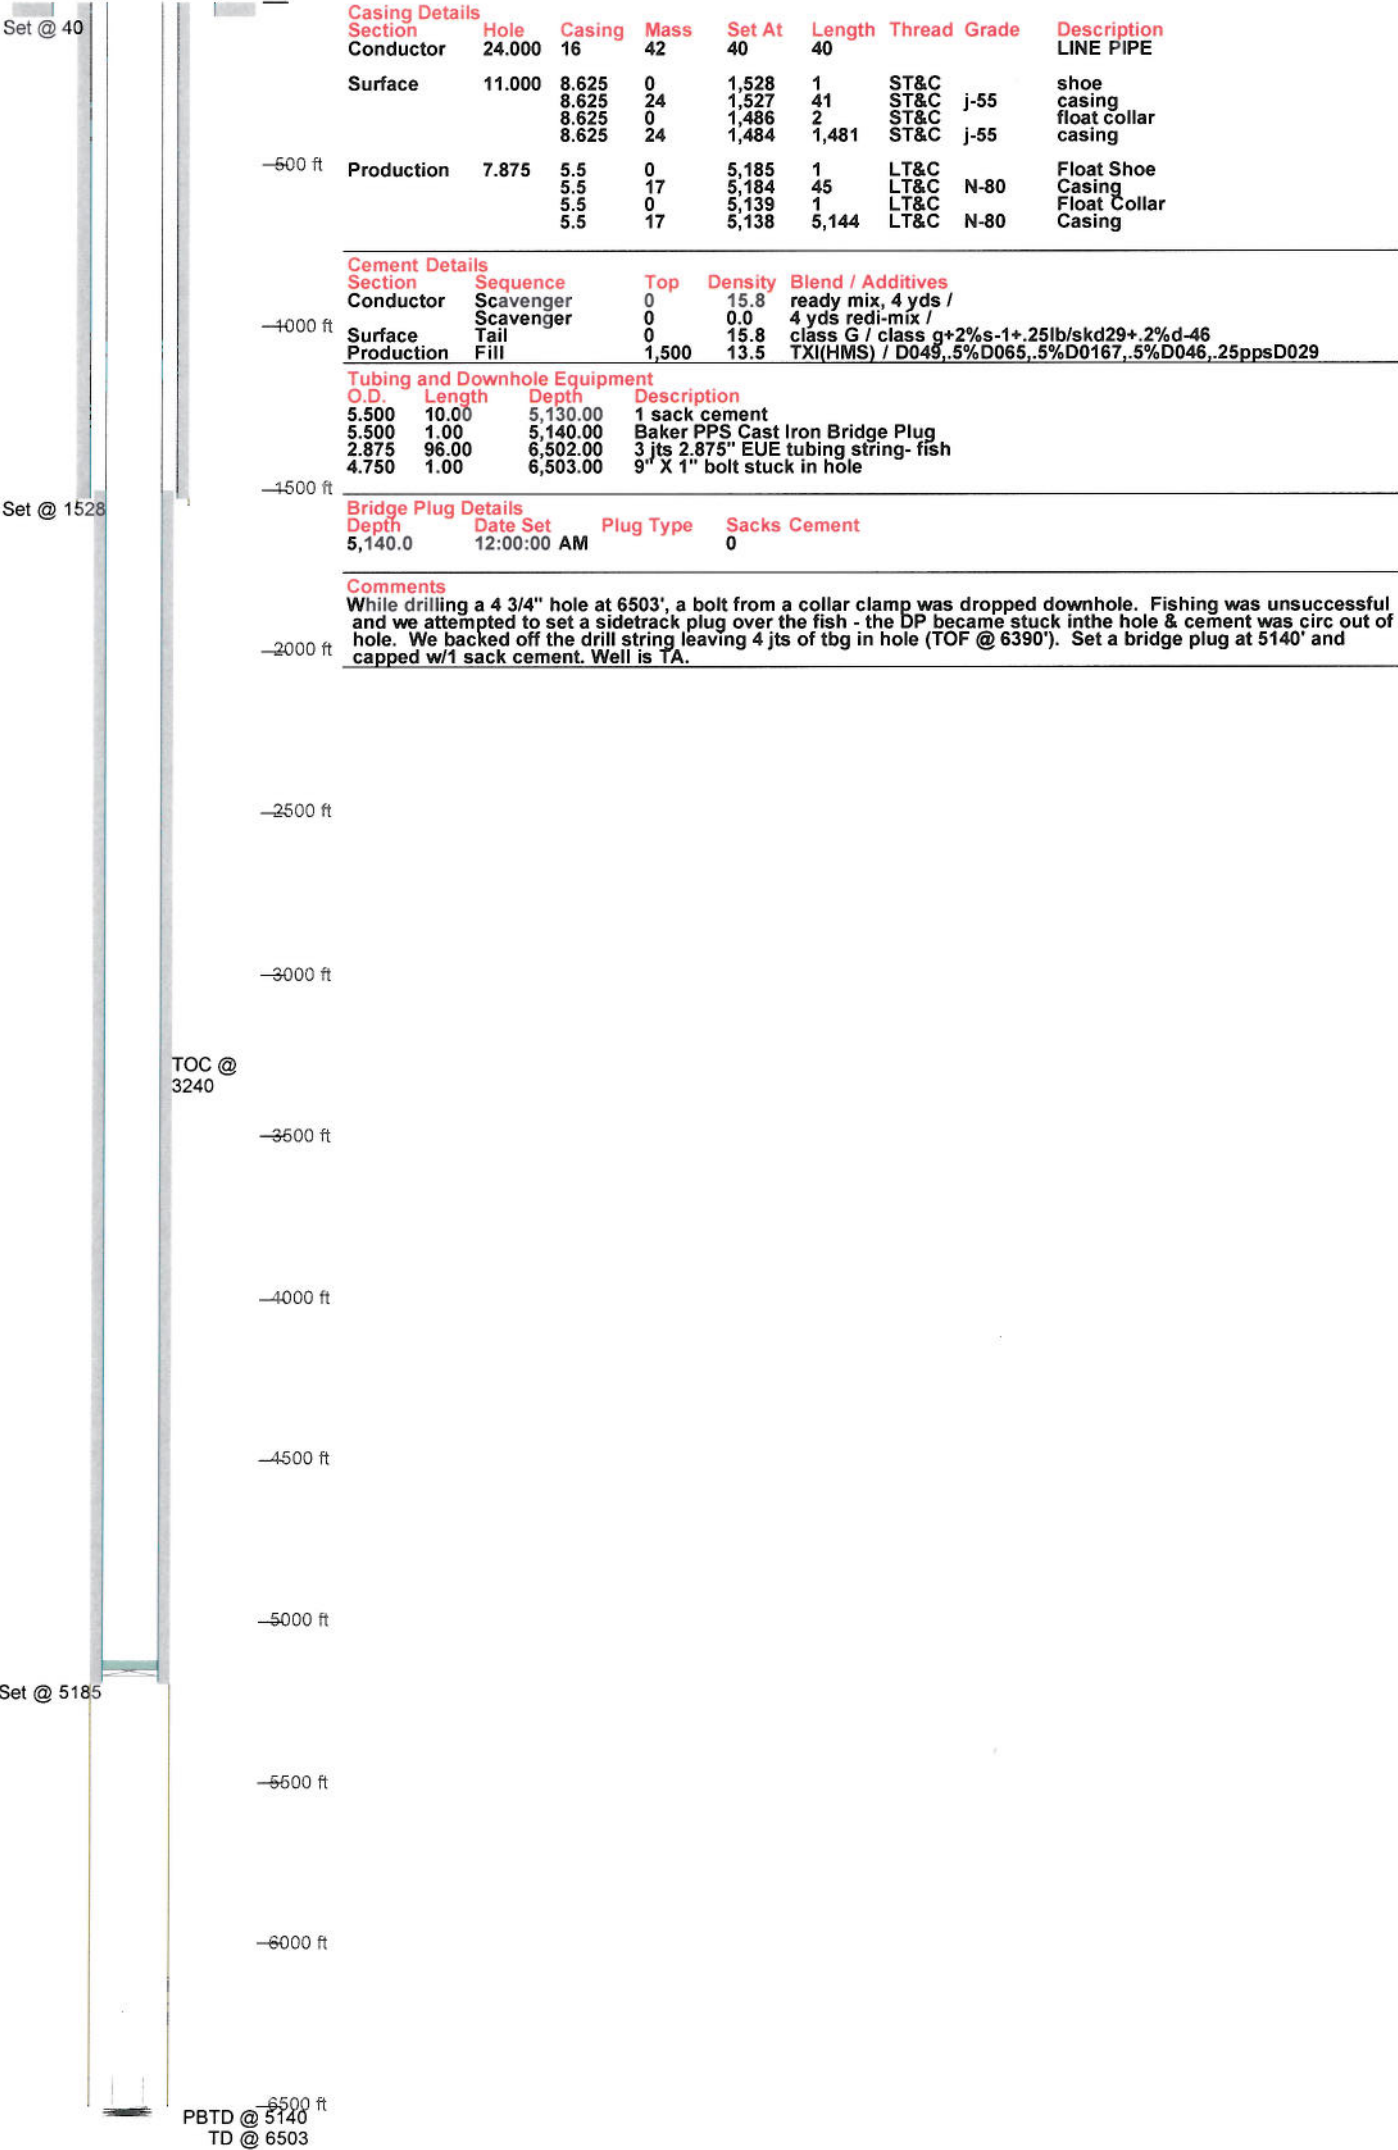 Set @ 40
Casing Details
Section Hole Casing Mass Set At Length Thread Grade Description
Conductor 24.000 16 42 40 40 LINE PIPE
Surface 11.000 8.625 0 1,528 1 ST&C shoe
8.625 24 1,527 41 ST&C j-55 casing
8.625 0 1,486 2 ST&C float collar
8.625 24 1,484 1,481 ST&C j-55 casing
500 ft
Production 7.875 5.5 0 5,185 1 LT&C Float Shoe
5.5 17 5,184 45 LT&C N-80 Casing
5.5 0 5,139 1 LT&C Float Collar
5.5 17 5,138 5,144 LT&C N-80 Casing
Cement Details
Section Sequence Top Density Blend / Additives
Conductor Scavenger 0 15.8 ready mix, 4 yds /
Scavenger 0 0.0 4 yds redi-mix /
1000 ft
Surface Tail 0 15.8 class G / class g+2%s-1+.25lb/skd29+.2%d-46
Production Fill 1,500 13.5 TXI(HMS) / D049,.5%D065,.5%D0167,.5%D046,.25ppsD029
Tubing and Downhole Equipment
O.D. Length Depth Description
5.500 10.00 5,130.00 1 sack cement
5.500 1.00 5,140.00 Baker PPS Cast Iron Bridge Plug
2.875 96.00 6,502.00 3 jts 2.875" EUE tubing string- fish
4.750 1.00 6,503.00 9" X 1" bolt stuck in hole
1500 ft
Set @ 1528
Bridge Plug Details
Depth Date Set Plug Type Sacks Cement
5,140.0 12:00:00 AM 0
Comments
While drilling a 4 3/4" hole at 6503', a bolt from a collar clamp was dropped downhole. Fishing was unsuccessful
and we attempted to set a sidetrack plug over the fish - the DP became stuck inthe hole & cement was circ out of
hole. We backed off the drill string leaving 4 jts of tbg in hole (TOF @ 6390'). Set a bridge plug at 5140' and
capped w/1 sack cement. Well is TA.
2000 ft
2500 ft
3000 ft
TOC @
3240
3500 ft
4000 ft
4500 ft
5000 ft
Set @ 5185
5500 ft
6000 ft
6500 ft
PBTD @ 5140
TD @ 6503